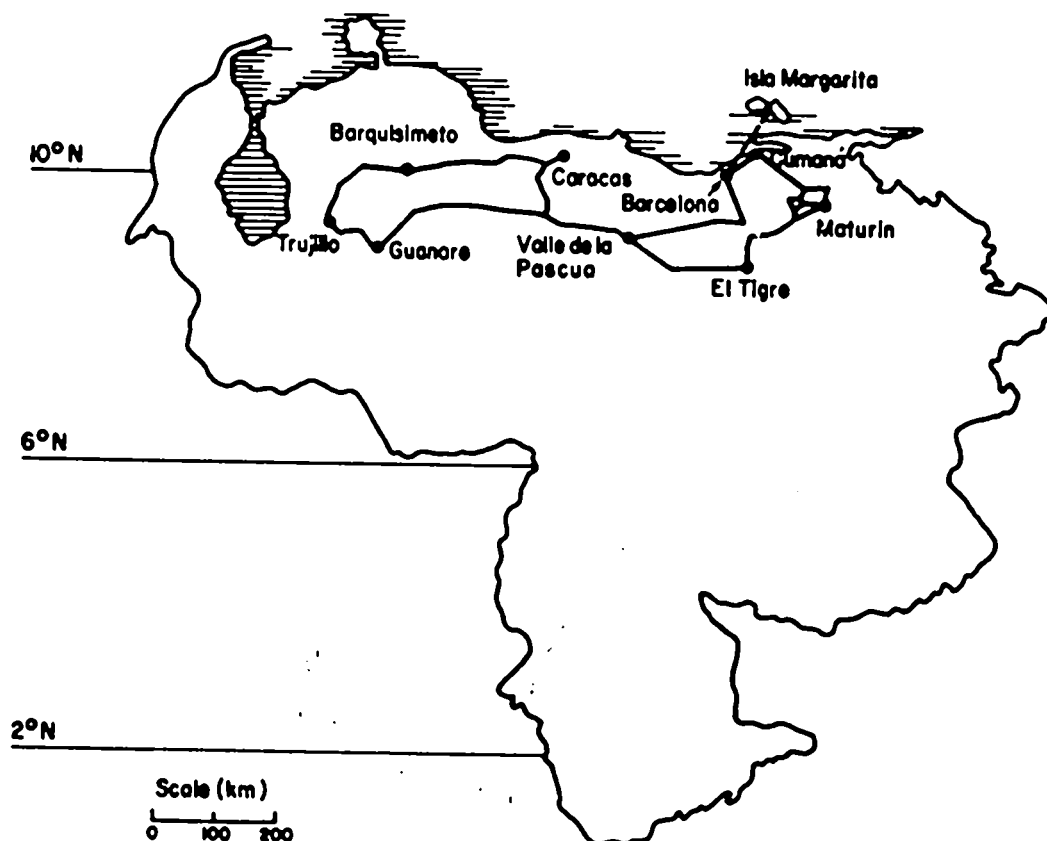 Isla Margarita
Barquisimeto
10°N
Cumaná
Caracas
Barcelona
Maturin
Trujillo
Guanare
Valle de la
Pascua
El Tigre
6°N
2°N
Scale (km)
0 100 200